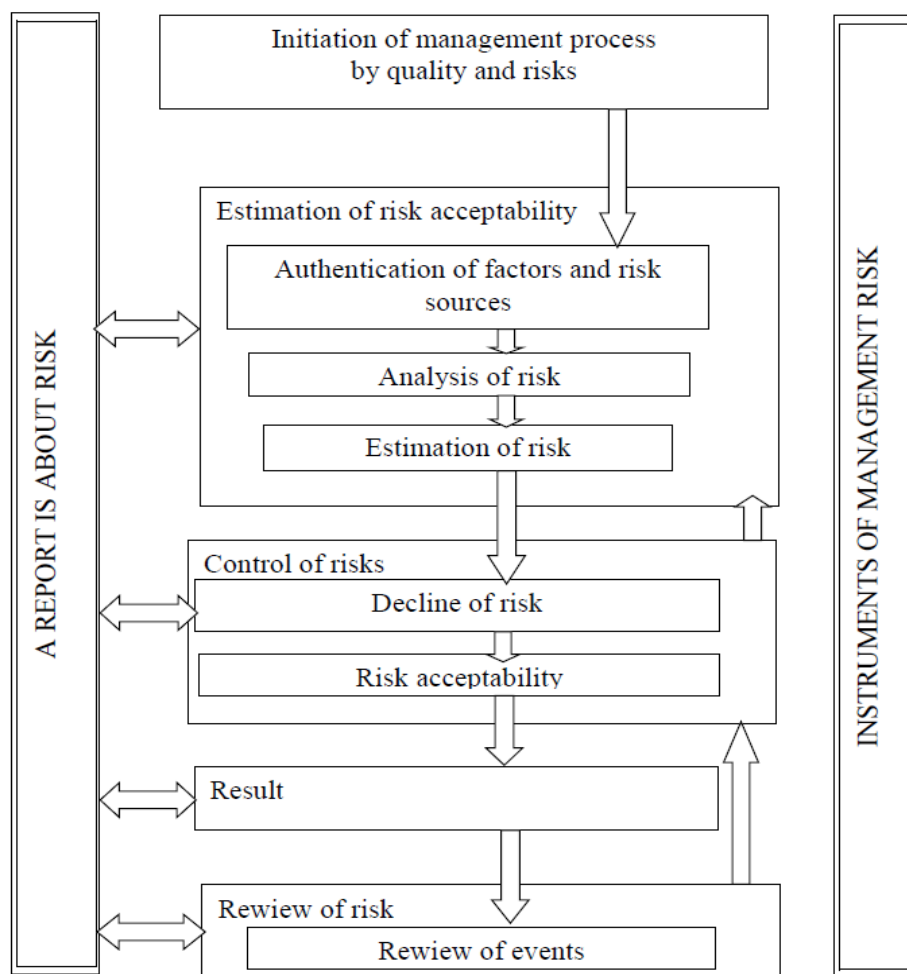 Initiation of management process
by quality and risks
Estimation of risk acceptability
Authentication of factors and risk
sources
Analysis of risk
Estimation of risk
Control of risks
Decline of risk
Risk acceptability
Result
Rewiew of risk
Rewiew of events
A REPORT IS ABOUT RISK
INSTRUMENTS OF MANAGEMENT RISK